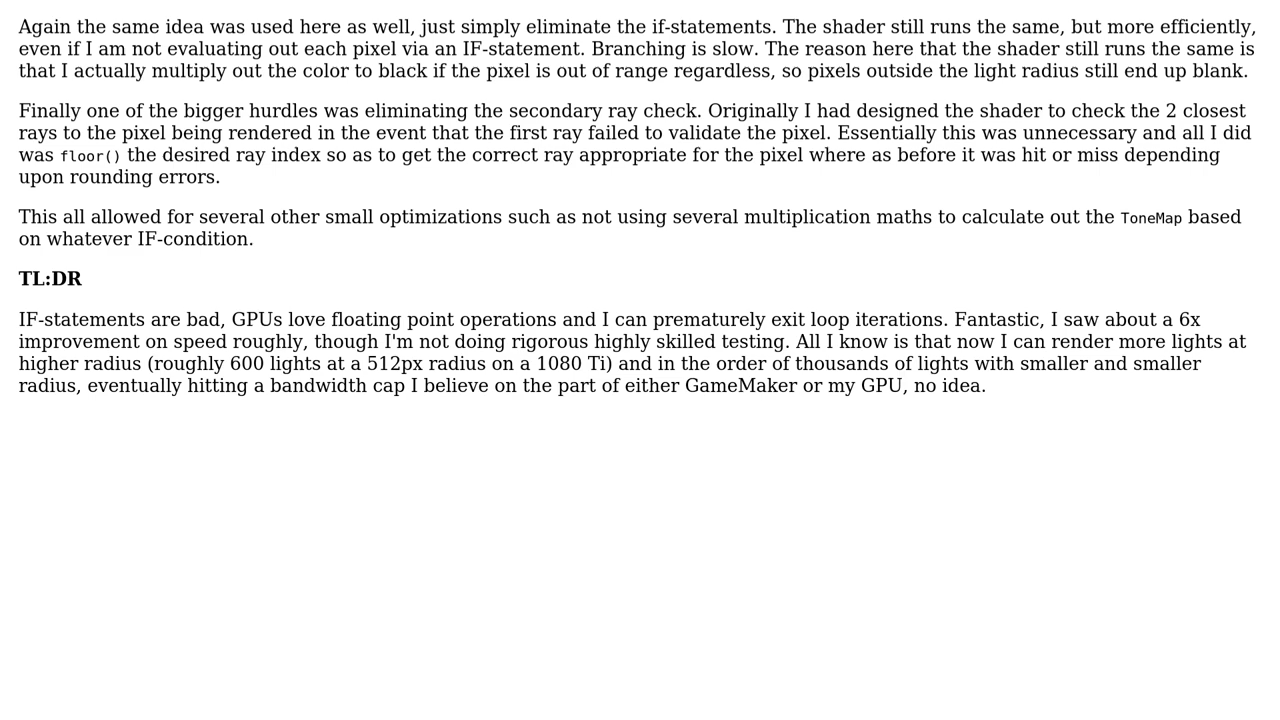 Again the same idea was used here as well, just simply eliminate the if-statements. The shader still runs the same, but more efficiently,
even if I am not evaluating out each pixel via an IF-statement. Branching is slow. The reason here that the shader still runs the same is
that I actually multiply out the color to black if the pixel is out of range regardless, so pixels outside the light radius still end up blank.
Finally one of the bigger hurdles was eliminating the secondary ray check. Originally I had designed the shader to check the 2 closest
rays to the pixel being rendered in the event that the first ray failed to validate the pixel. Essentially this was unnecessary and all I did
was floor() the desired ray index so as to get the correct ray appropriate for the pixel where as before it was hit or miss depending
upon rounding errors.
This all allowed for several other small optimizations such as not using several multiplication maths to calculate out the ToneMap based
on whatever IF-condition.
TL:DR
IF-statements are bad, GPUs love floating point operations and I can prematurely exit loop iterations. Fantastic, I saw about a 6x
improvement on speed roughly, though I'm not doing rigorous highly skilled testing. All I know is that now I can render more lights at
higher radius (roughly 600 lights at a 512px radius on a 1080 Ti) and in the order of thousands of lights with smaller and smaller
radius, eventually hitting a bandwidth cap I believe on the part of either GameMaker or my GPU, no idea.